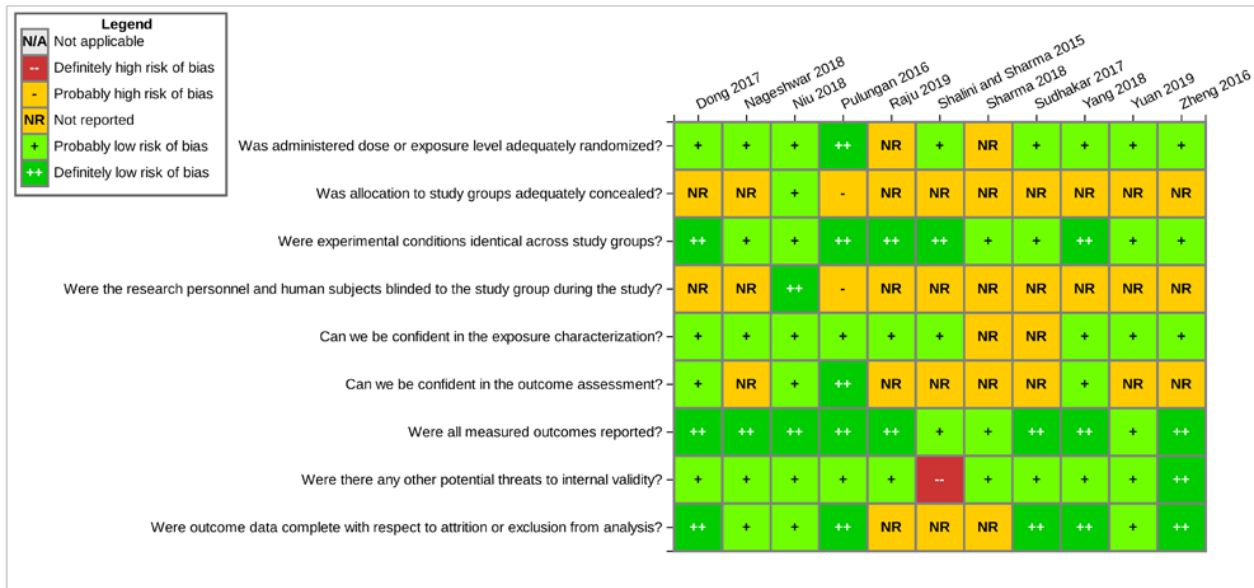 Legend
N/A Not applicable
-- Definitely high risk of bias
- Probably high risk of bias
NR Not reported
+ Probably low risk of bias
++ Definitely low risk of bias
Dong 2017
Nageshwar 2018
Niu 2018
Pulungan 2016
Raju 2019
Shalini and Sharma 2015
Sharma 2018
Sudhakar 2017
Yang 2018
Yuan 2019
Zheng 2016
Was administered dose or exposure level adequately randomized? + + + ++ NR + NR + + + +
Was allocation to study groups adequately concealed? NR NR + - NR NR NR NR NR NR NR
Were experimental conditions identical across study groups? ++ + + ++ ++ ++ + + ++ + +
Were the research personnel and human subjects blinded to the study group during the study? NR NR ++ - NR NR NR NR NR NR NR
Can we be confident in the exposure characterization? + + + + + + NR NR + + +
Can we be confident in the outcome assessment? + NR + ++ NR NR NR NR + NR NR
Were all measured outcomes reported? ++ ++ ++ ++ ++ + + ++ ++ + ++
Were there any other potential threats to internal validity? + + + + + -- + + + + ++
Were outcome data complete with respect to attrition or exclusion from analysis? ++ + + ++ NR NR NR ++ ++ + ++